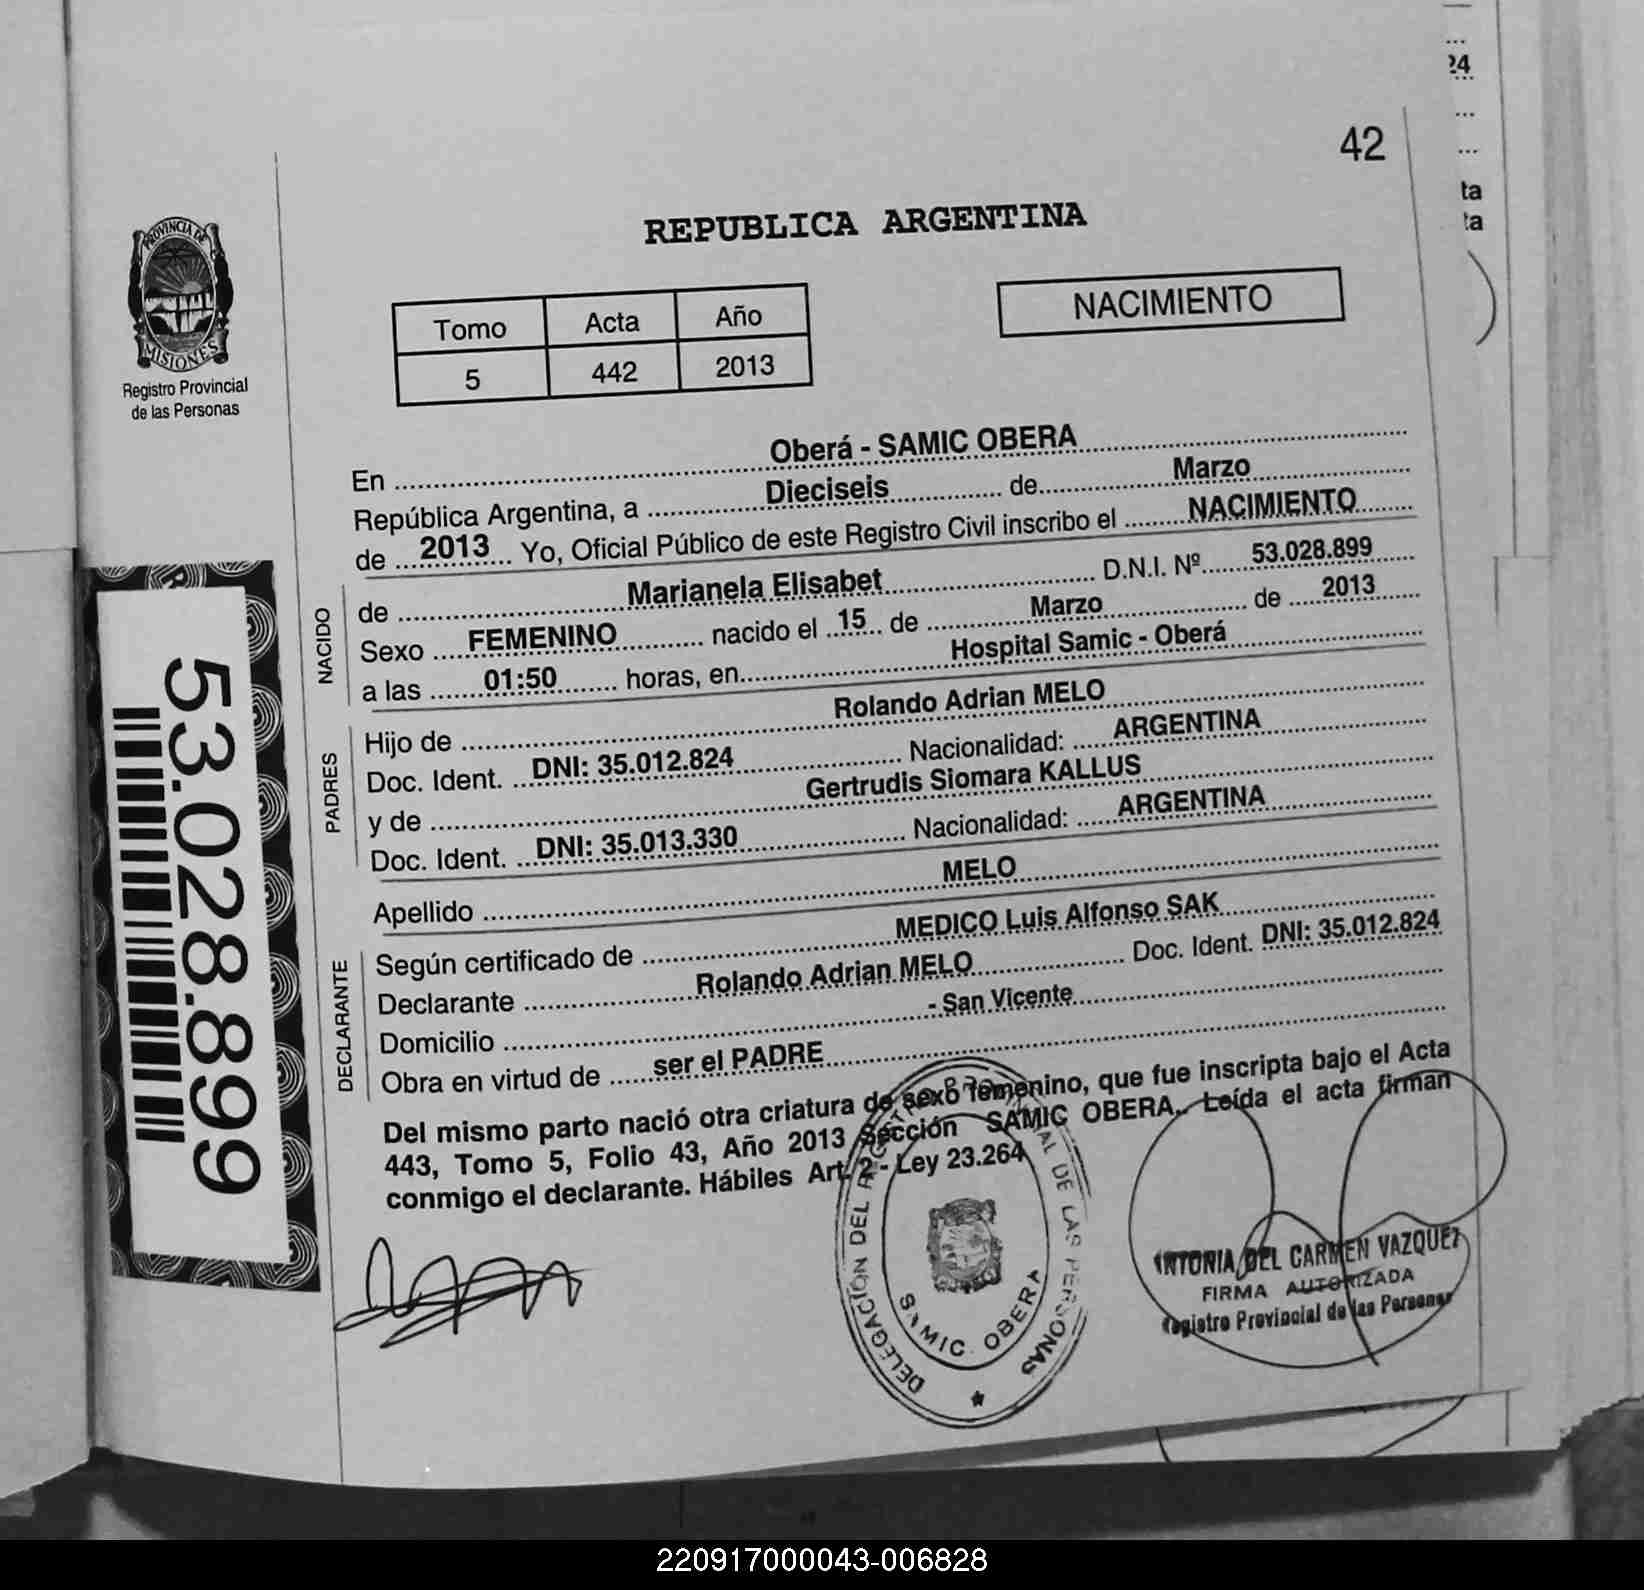 24
42
ta
ta
PROVINCIA DE
MISIONES
Registro Provincial
de las Personas
REPUBLICA ARGENTINA
Tomo Acta Año
5 442 2013
NACIMIENTO
En Oberá - SAMIC OBERA
República Argentina, a Dieciseis de Marzo
de 2013 Yo, Oficial Público de este Registro Civil inscribo el NACIMIENTO
NACIDO
de Marianela Elisabet D.N.I. Nº 53.028.899
Sexo FEMENINO nacido el 15 de Marzo de 2013
a las 01:50 horas, en Hospital Samic - Oberá
PADRES
Hijo de Rolando Adrian MELO
Doc. Ident. DNI: 35.012.824 Nacionalidad: ARGENTINA
y de Gertrudis Siomara KALLUS
Doc. Ident. DNI: 35.013.330 Nacionalidad: ARGENTINA
Apellido MELO
DECLARANTE
Según certificado de MEDICO Luis Alfonso SAK
Declarante Rolando Adrian MELO Doc. Ident. DNI: 35.012.824
Domicilio - San Vicente
Obra en virtud de ser el PADRE
Del mismo parto nació otra criatura de sexo femenino, que fue inscripta bajo el Acta
443, Tomo 5, Folio 43, Año 2013 Sección SAMIC OBERA. Leída el acta firman
conmigo el declarante. Hábiles Art. 2 - Ley 23.264
53.028.899
DELEGACION DEL REGISTRO PROVINCIAL DE LAS PERSONAS
SAMIC OBERA
DEL CARMEN VAZQUEZ
FIRMA AUTORIZADA
Registro Provincial de las Personas
220917000043-006828